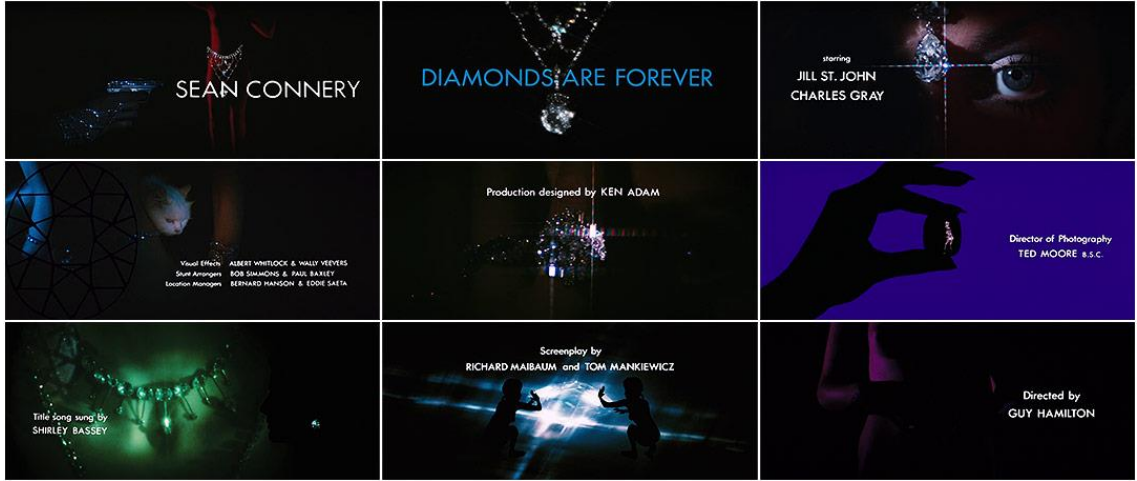 SEAN CONNERY
DIAMONDS ARE FOREVER
starring
JILL ST. JOHN
CHARLES GRAY
Visual Effects ALBERT WHITLOCK & WALLY VEEVERS
Stunt Arrangers BOB SIMMONS & PAUL BAXLEY
Location Managers BERNARD HANSON & EDDIE SAETA
Production designed by KEN ADAM
Director of Photography
TED MOORE B.S.C.
Title song sung by
SHIRLEY BASSEY
Screenplay by
RICHARD MAIBAUM and TOM MANKIEWICZ
Directed by
GUY HAMILTON